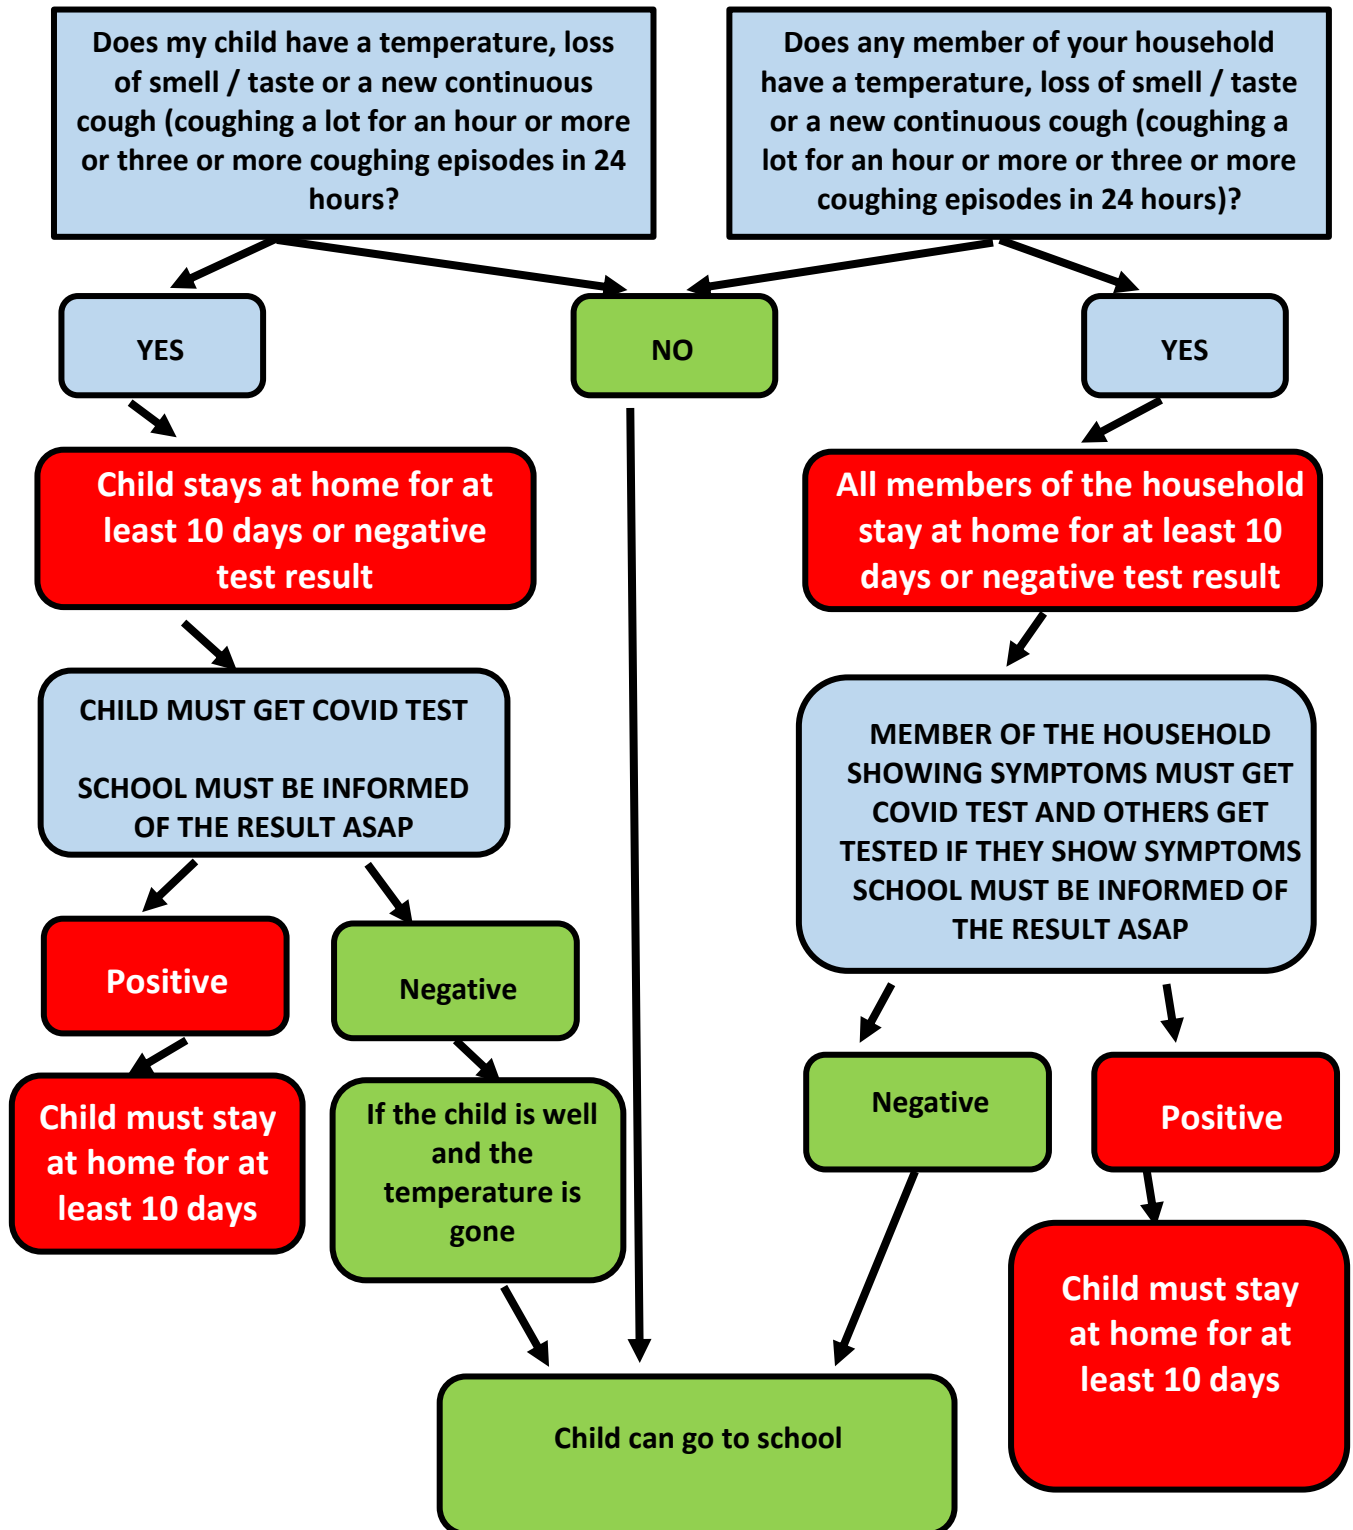 Does my child have a temperature, loss
of smell / taste or a new continuous
cough (coughing a lot for an hour or more
or three or more coughing episodes in 24
hours?
Does any member of your household
have a temperature, loss of smell / taste
or a new continuous cough (coughing a
lot for an hour or more or three or more
coughing episodes in 24 hours)?
YES
NO
YES
Child stays at home for at
least 10 days or negative
test result
All members of the household
stay at home for at least 10
days or negative test result
CHILD MUST GET COVID TEST
SCHOOL MUST BE INFORMED
OF THE RESULT ASAP
MEMBER OF THE HOUSEHOLD
SHOWING SYMPTOMS MUST GET
COVID TEST AND OTHERS GET
TESTED IF THEY SHOW SYMPTOMS
SCHOOL MUST BE INFORMED OF
THE RESULT ASAP
Positive
Negative
Negative
Positive
Child must stay
at home for at
least 10 days
If the child is well
and the
temperature is
gone
Child must stay
at home for at
least 10 days
Child can go to school